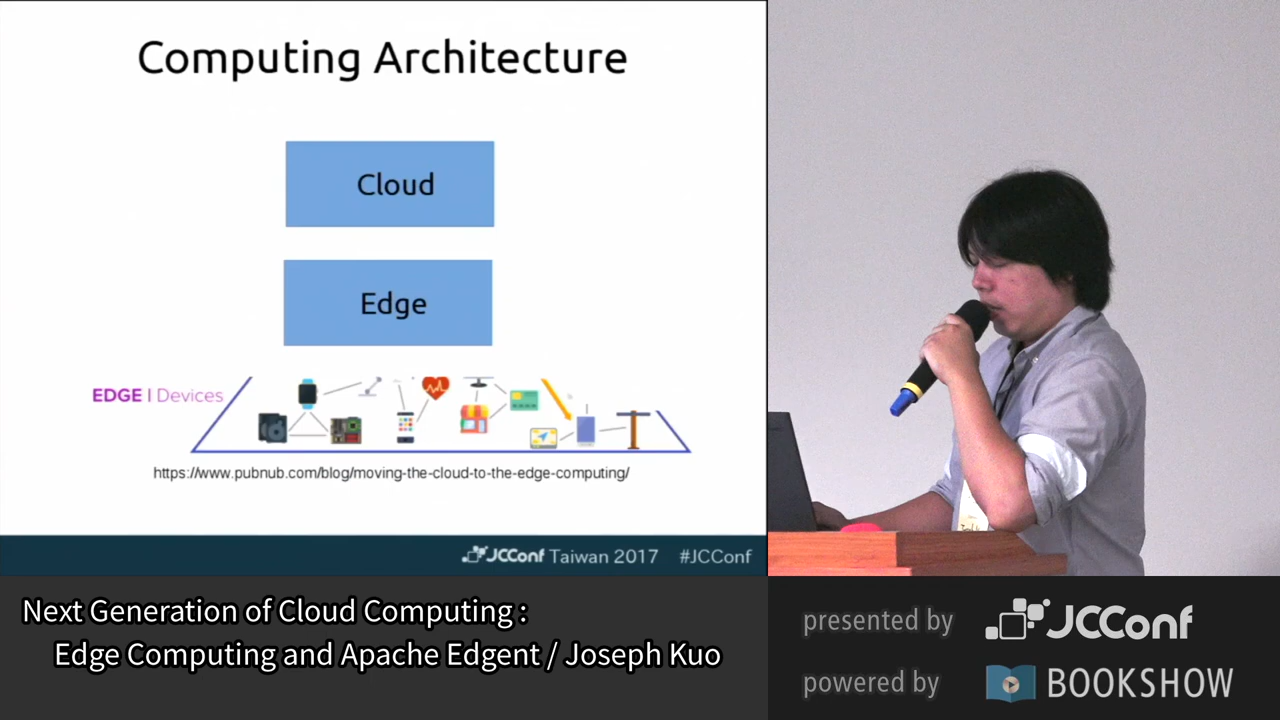 Computing Architecture
Cloud
Edge
EDGE | Devices
https://www.pubnub.com/blog/moving-the-cloud-to-the-edge-computing/
JCConf Taiwan 2017 #JCConf
Next Generation of Cloud Computing :
Edge Computing and Apache Edgent / Joseph Kuo
presented by JCConf
powered by BOOKSHOW